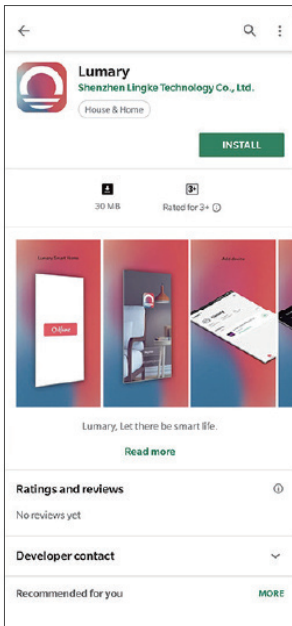 Lumary
Shenzhen Lingke Technology Co., Ltd.
House & Home
INSTALL
3+
30 MB
Rated for 3+
Lumary Smart Home
Add device
Lumary, Let there be smart life.
Read more
Ratings and reviews
No reviews yet
Developer contact
Recommended for you
MORE